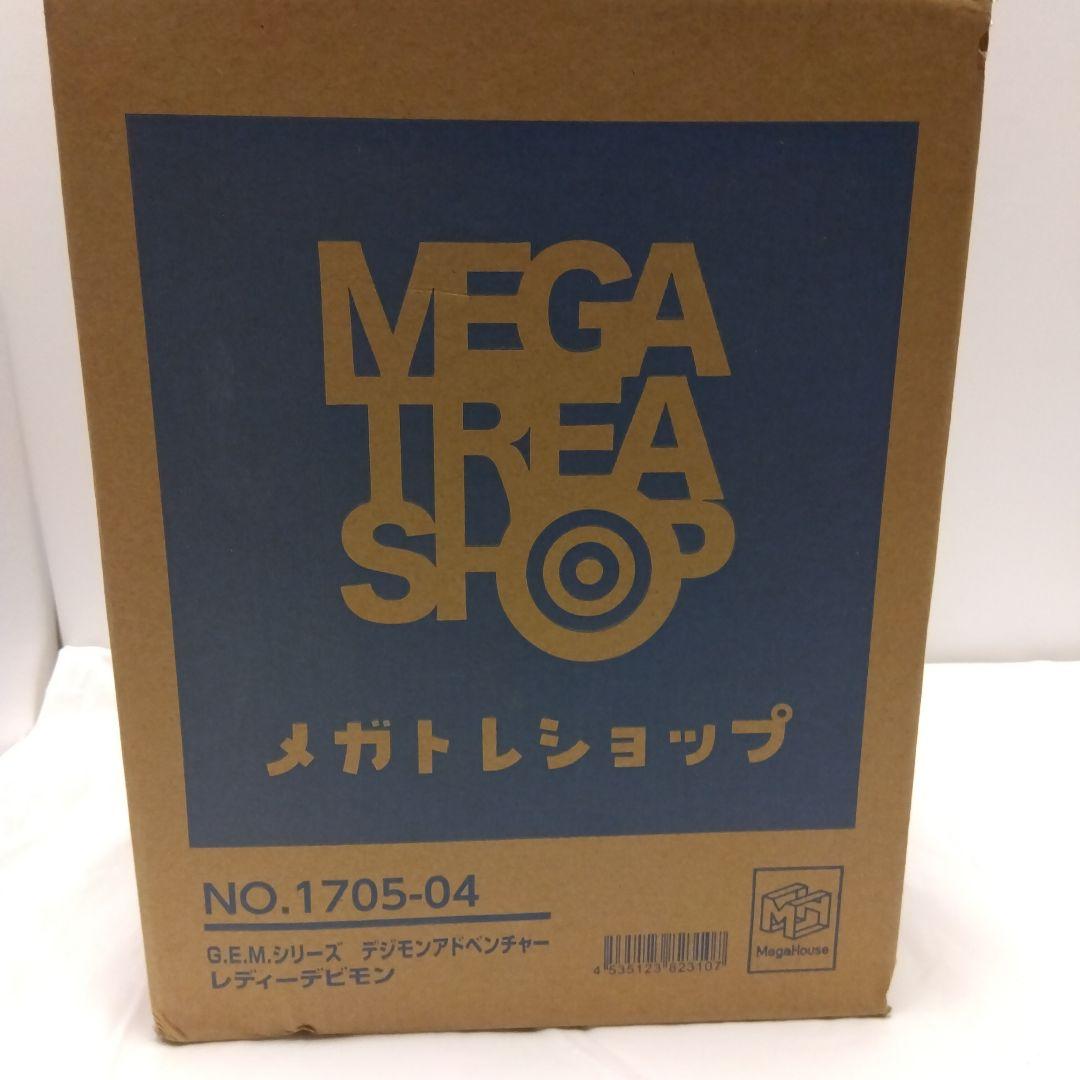 MEGA
TREA
SHOP
メガトレショップ
NO.1705-04
G.E.M.シリーズ デジモンアドベンチャー
レディーデビモン
4 535123 823107
MH
MegaHouse